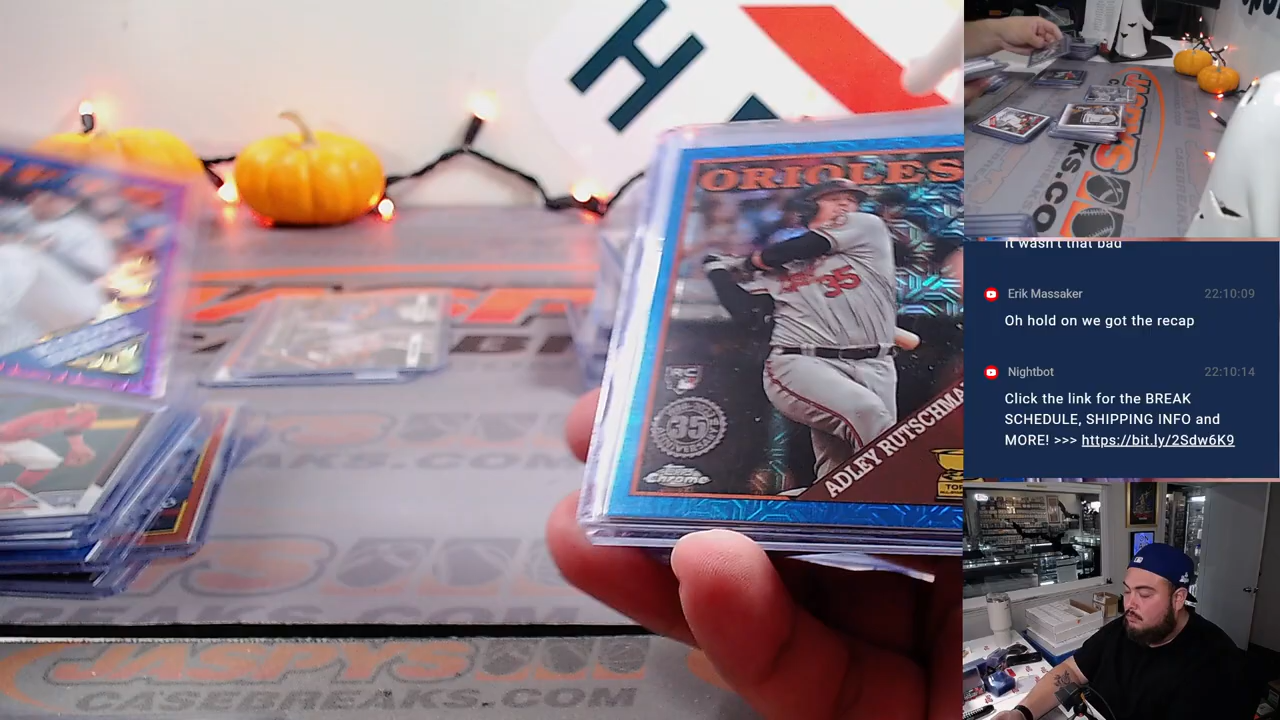 ORIOLES
35
RC
35
Topps
Chrome
ADLEY RUTSCHMA
TOP
JASPYS
CASEBREAKS.COM
it wasn't that bad
Erik Massaker 22:10:09
Oh hold on we got the recap
Nightbot 22:10:14
Click the link for the BREAK
SCHEDULE, SHIPPING INFO and
MORE! >>> https://bit.ly/2Sdw6K9